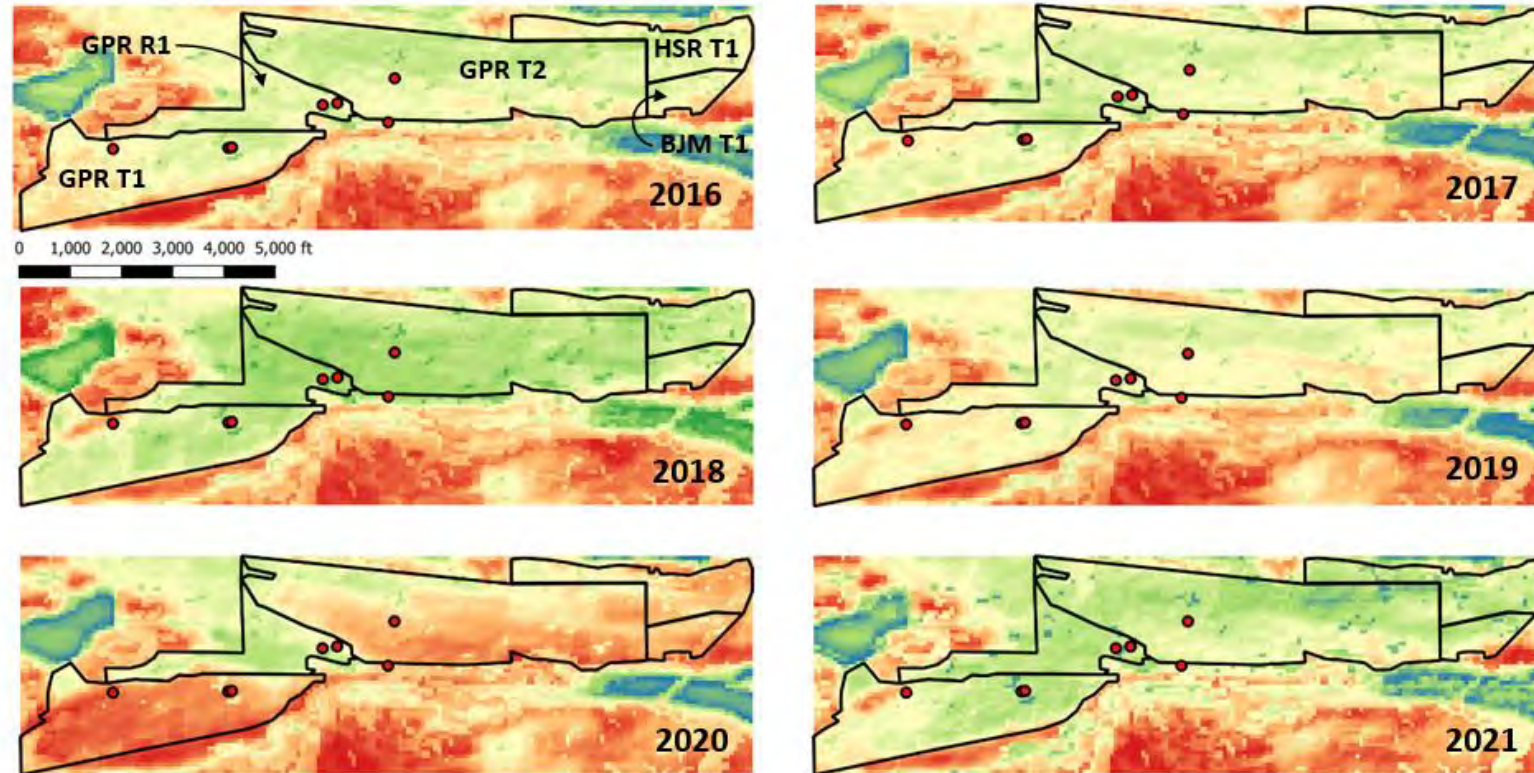 GPR R1
GPR T2
HSR T1
GPR T1
BJM T1
2016
2017
0 1,000 2,000 3,000 4,000 5,000 ft
2018
2019
2020
2021